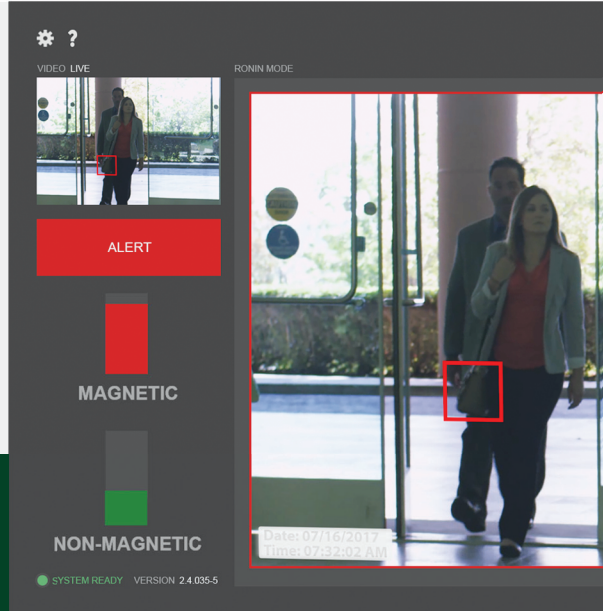 ?
VIDEO LIVE
RONIN MODE
ALERT
MAGNETIC
NON-MAGNETIC
Date: 07/16/2017
Time: 07:32:02 AM
SYSTEM READY VERSION 2.4.035-5